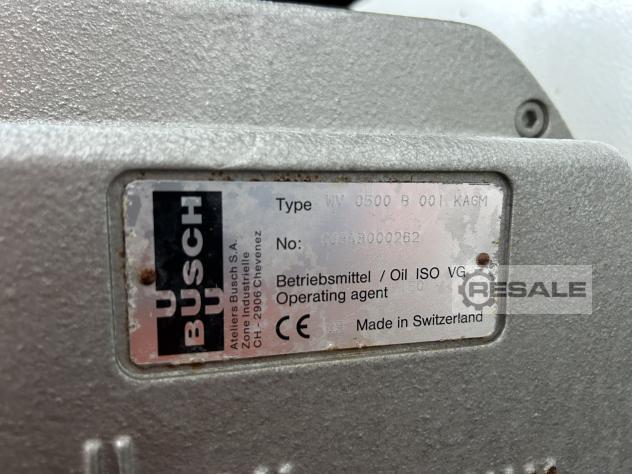 BUSCH
Ateliers Busch S.A.
Zone Industrielle
CH - 2906 Chevenez
Type WV 0500 B 001 KAGM
No:
Betriebsmittel / Oil ISO VG
Operating agent 150
CE Made in Switzerland
RESALE